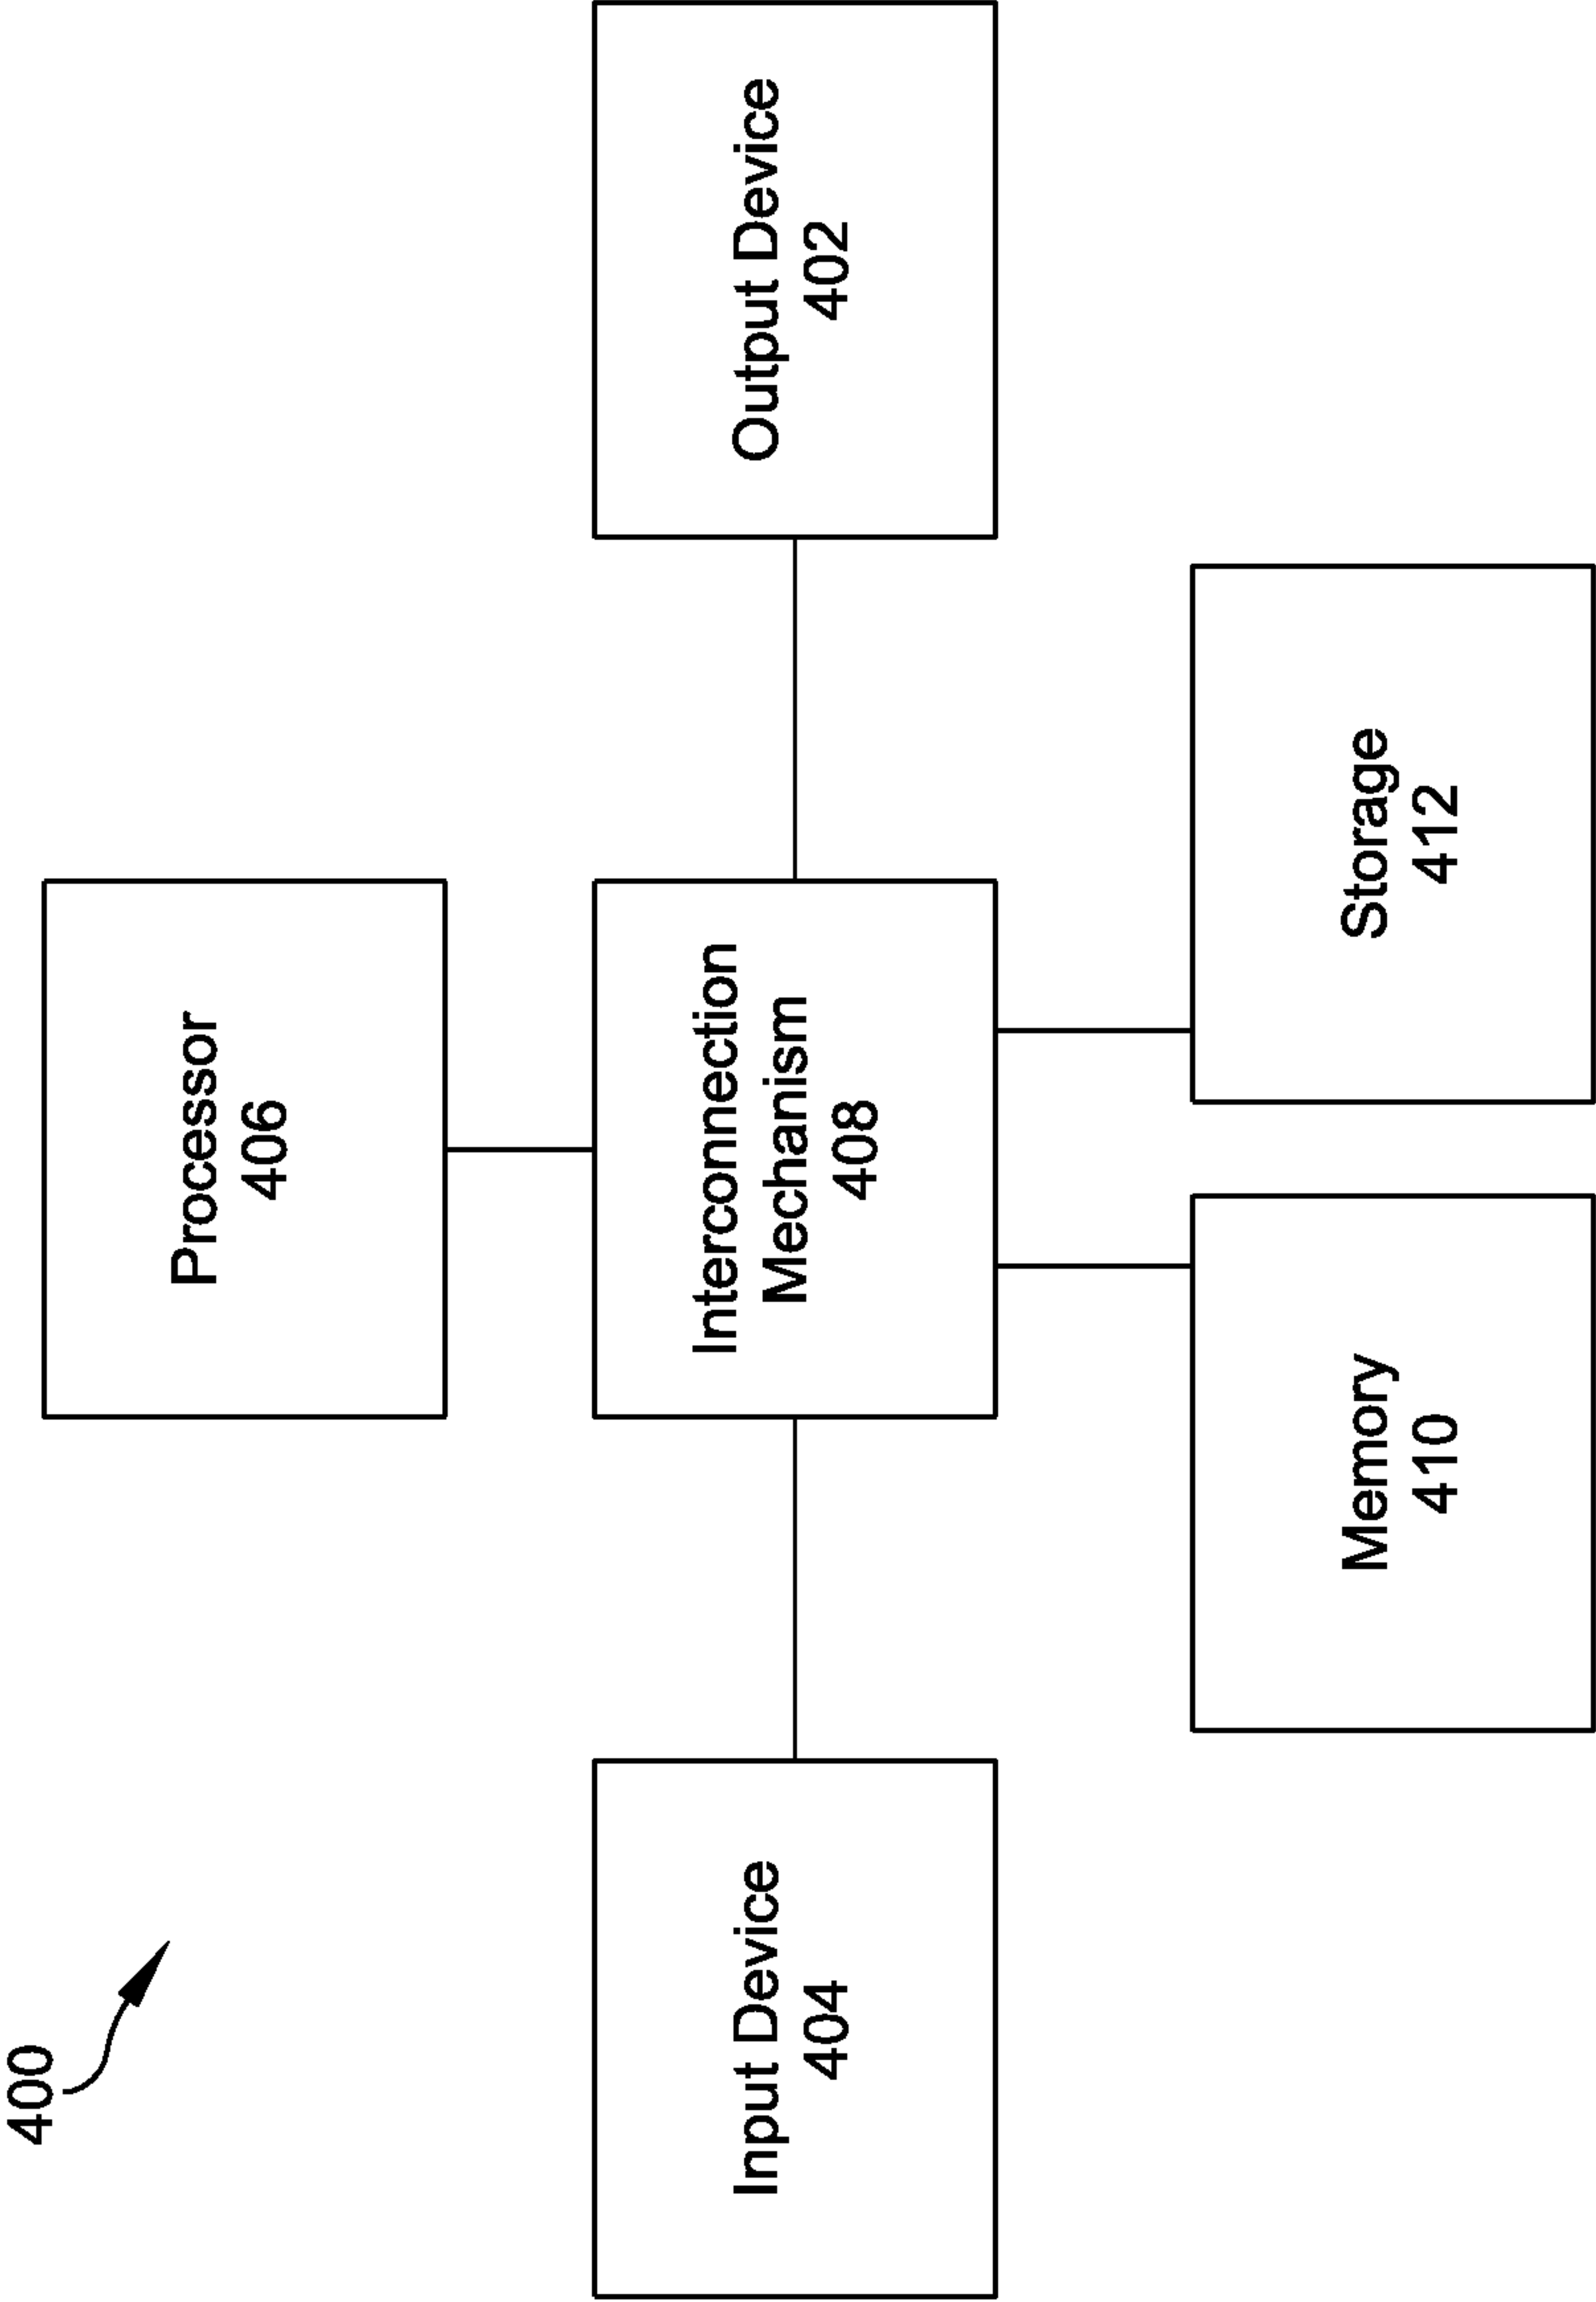 400
Processor
406
Input Device
404
Interconnection
Mechanism
408
Output Device
402
Memory
410
Storage
412